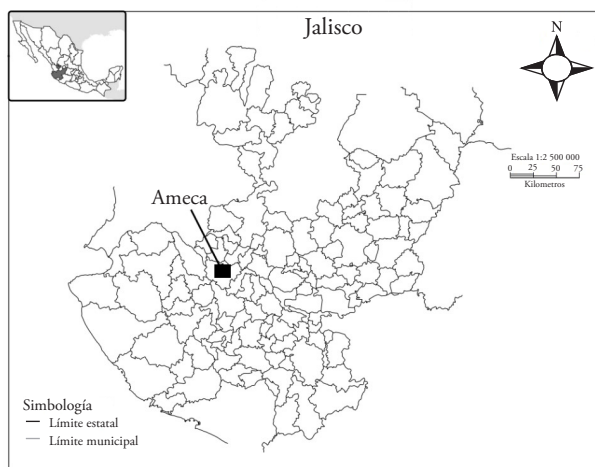 Jalisco
N
Escala 1:2 500 000
0 25 50 75
Kilometros
Ameca
Simbología
Límite estatal
Límite municipal